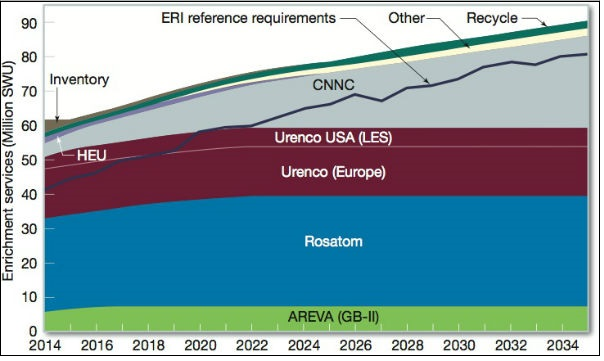 Enrichment services (Million SWU)
90
80
70
60
50
40
30
20
10
0
ERI reference requirements
Other
Recycle
Inventory
CNNC
HEU
Urenco USA (LES)
Urenco (Europe)
Rosatom
AREVA (GB-II)
2014 2016 2018 2020 2022 2024 2026 2028 2030 2032 2034